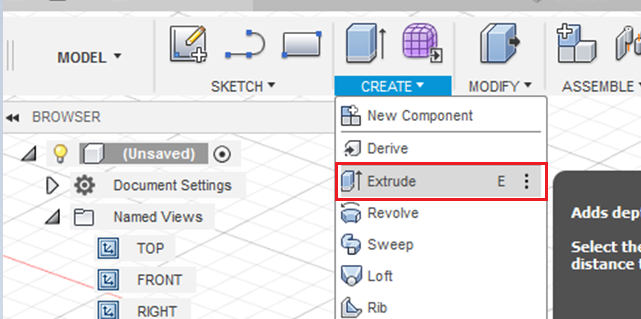 MODEL
SKETCH
CREATE
MODIFY
ASSEMBLE
BROWSER
(Unsaved)
Document Settings
Named Views
TOP
FRONT
RIGHT
New Component
Derive
Extrude E
Revolve
Sweep
Loft
Rib
Adds
Select the
distance